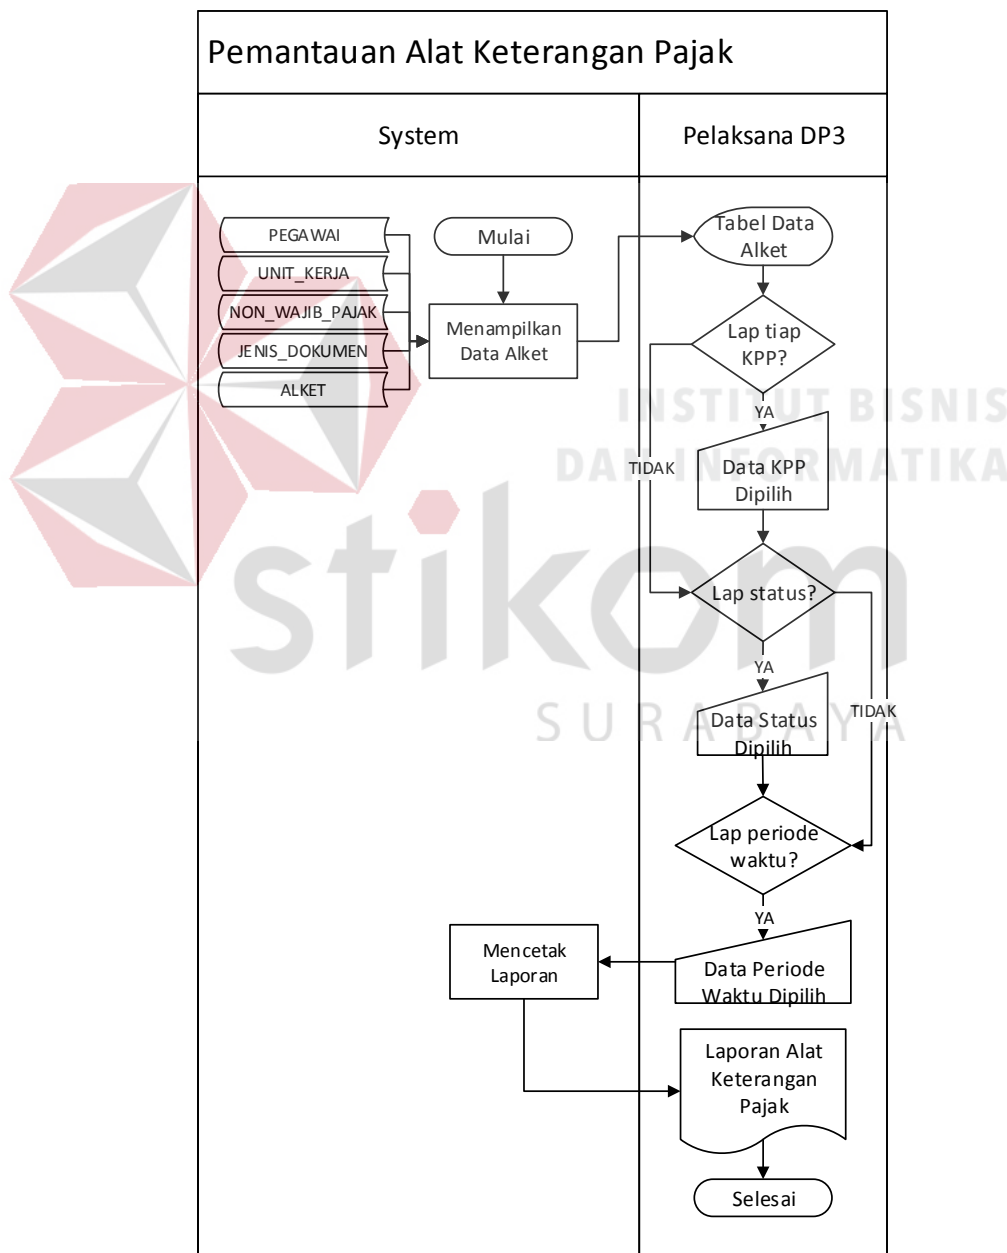 Pemantauan Alat Keterangan Pajak
System
Pelaksana DP3
PEGAWAI
UNIT_KERJA
NON_WAJIB_PAJAK
JENIS_DOKUMEN
ALKET
Mulai
Menampilkan
Data Alket
Tabel Data
Alket
Lap tiap
KPP?
YA
TIDAK
Data KPP
Dipilih
Lap status?
YA
TIDAK
Data Status
Dipilih
Lap periode
waktu?
YA
Data Periode
Waktu Dipilih
Mencetak
Laporan
Laporan Alat
Keterangan
Pajak
Selesai
INSTITUT BISNIS
DAN INFORMATIKA
stikom
SURABAYA